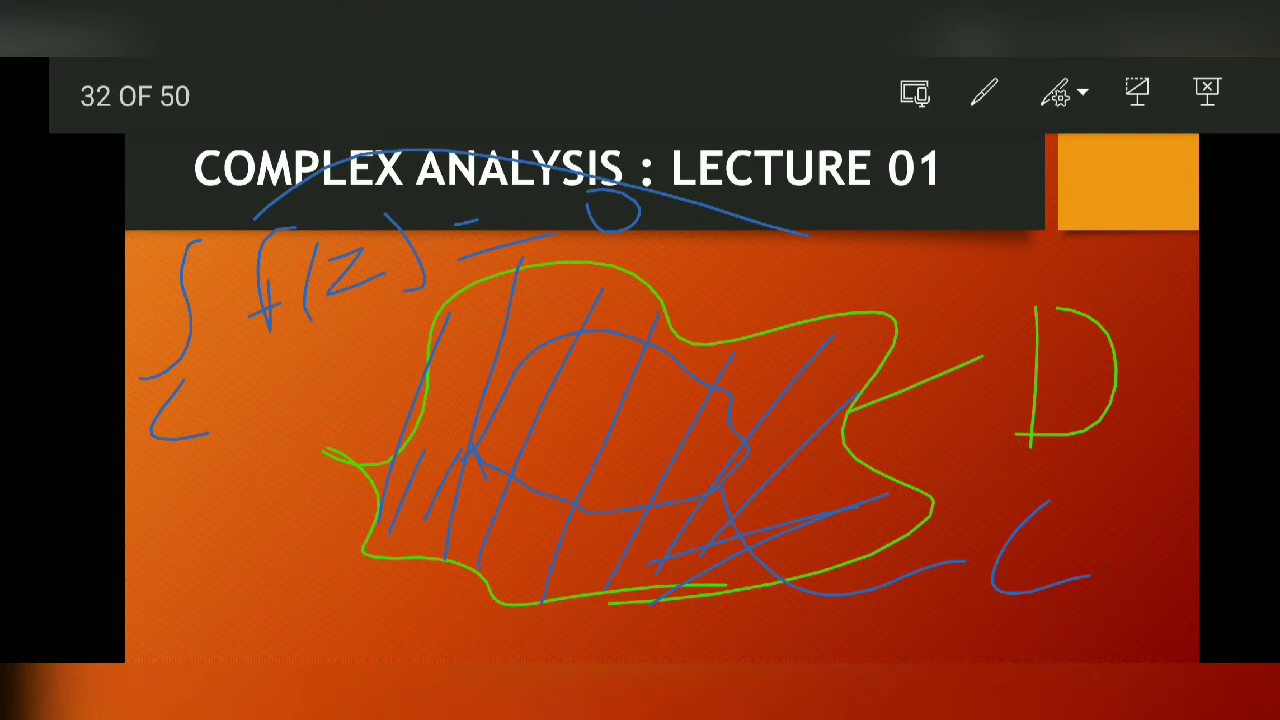 32 OF 50
COMPLEX ANALYSIS : LECTURE 01
∫ f(z) = 0
C
D
C